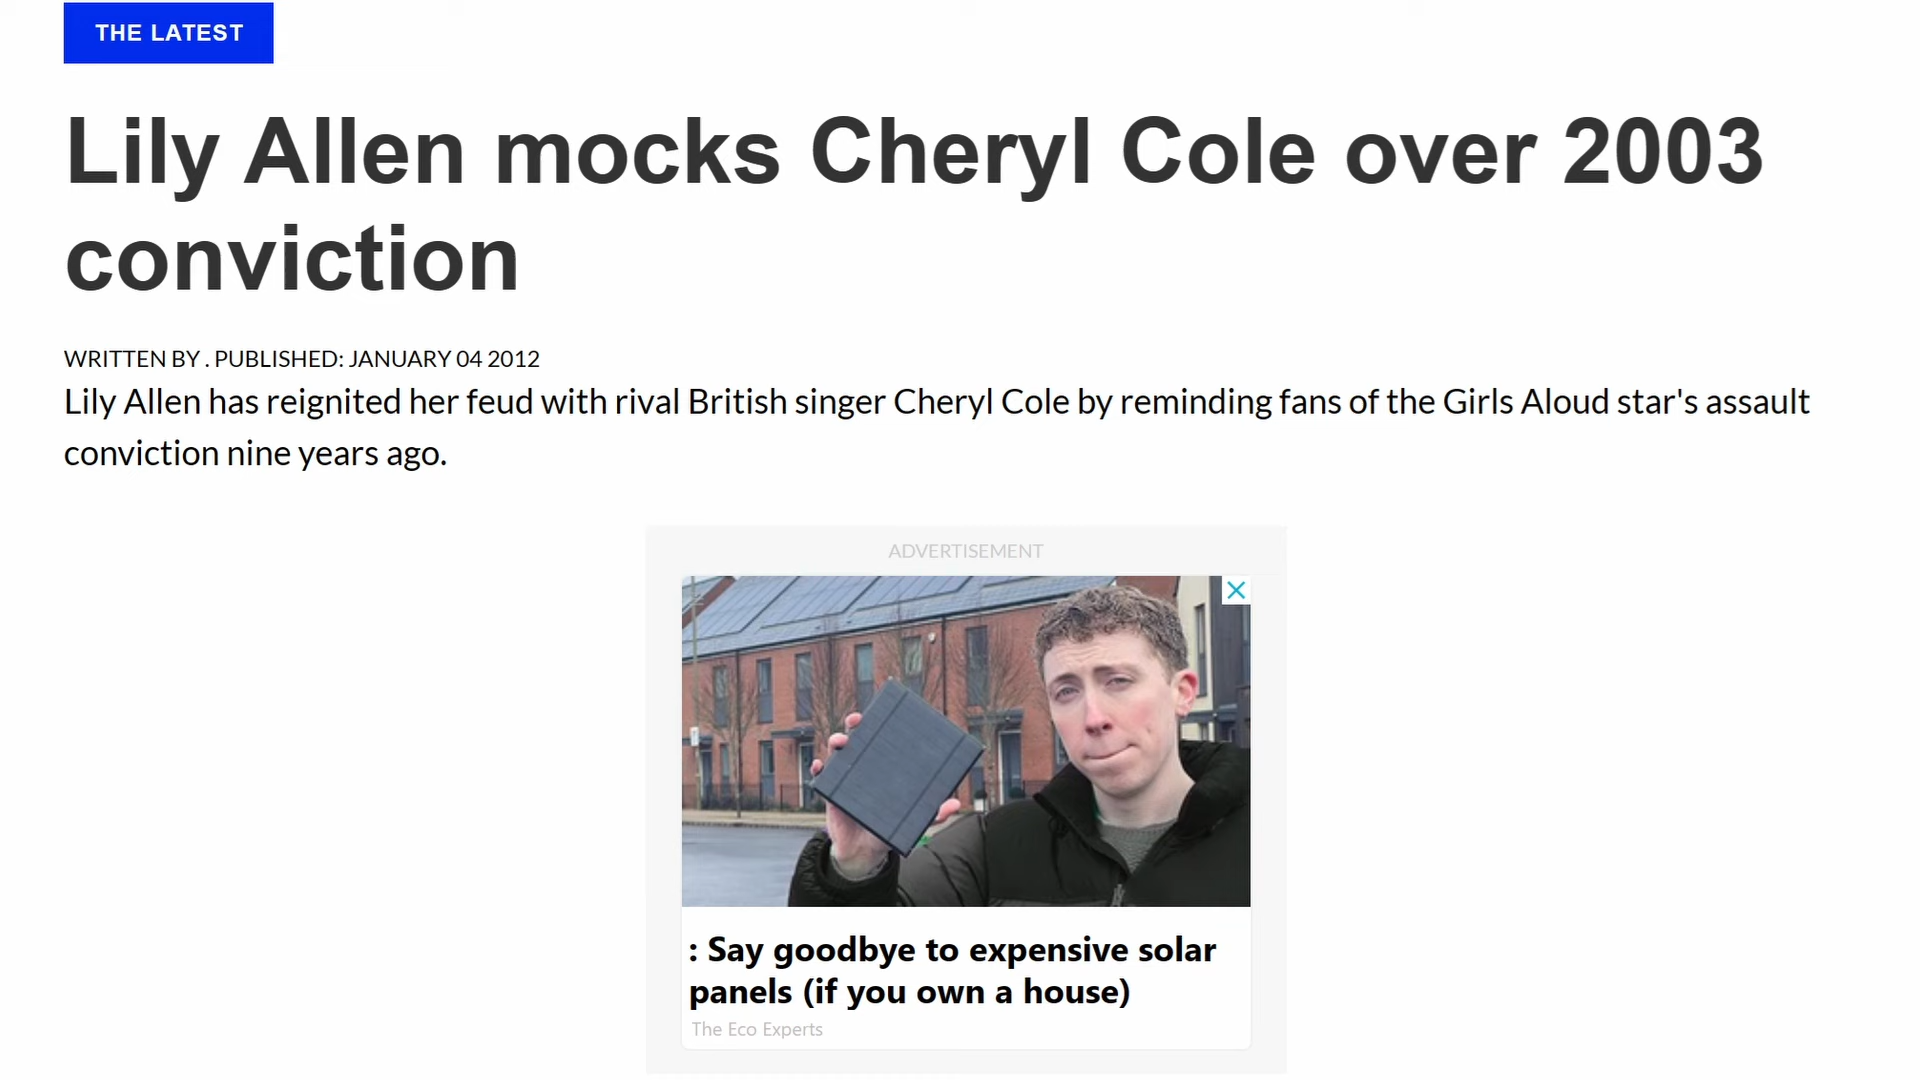 THE LATEST
Lily Allen mocks Cheryl Cole over 2003
conviction
WRITTEN BY . PUBLISHED: JANUARY 04 2012
Lily Allen has reignited her feud with rival British singer Cheryl Cole by reminding fans of the Girls Aloud star's assault
conviction nine years ago.
ADVERTISEMENT
: Say goodbye to expensive solar
panels (if you own a house)
The Eco Experts